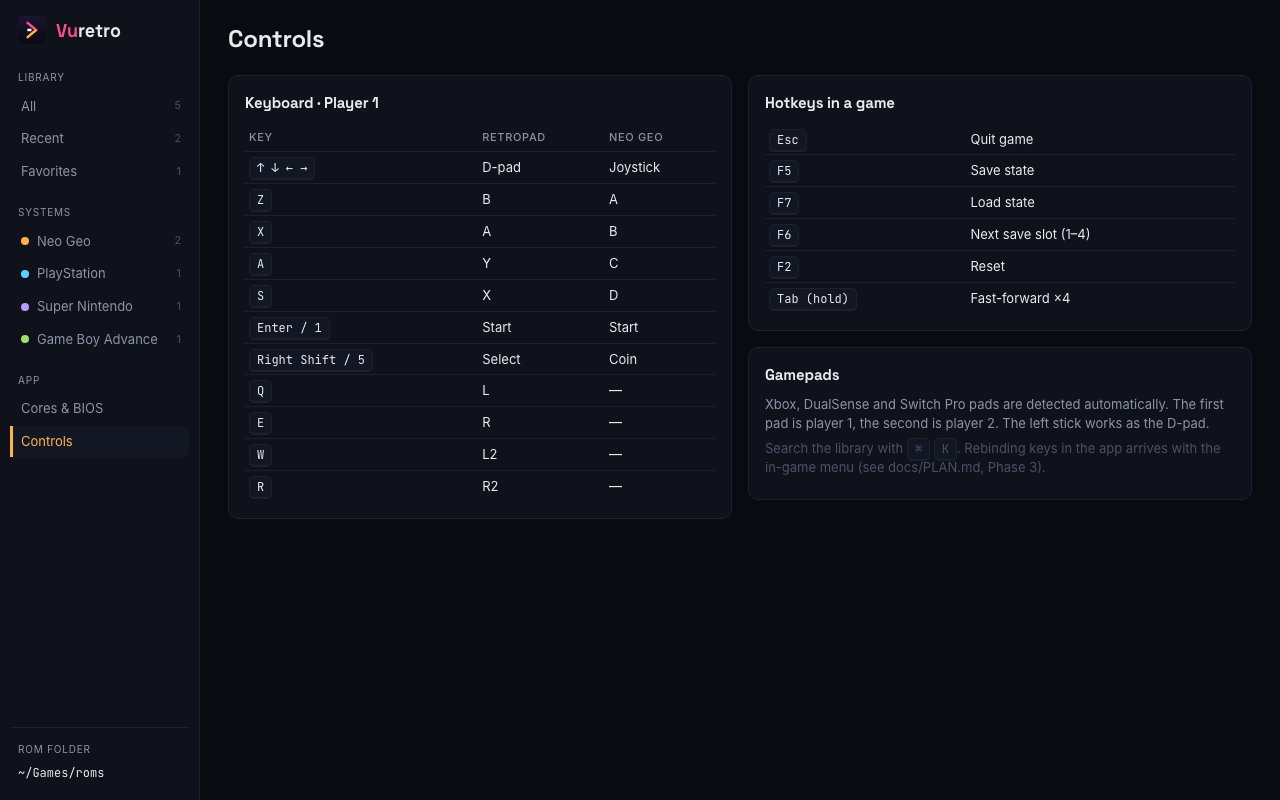 Vuretro
LIBRARY
All 5
Recent 2
Favorites 1
SYSTEMS
Neo Geo 2
PlayStation 1
Super Nintendo 1
Game Boy Advance 1
APP
Cores & BIOS
Controls
ROM FOLDER
~/Games/roms
Controls
Keyboard · Player 1
KEY RETROPAD NEO GEO
↑ ↓ ← → D-pad Joystick
Z B A
X A B
A Y C
S X D
Enter / 1 Start Start
Right Shift / 5 Select Coin
Q L —
E R —
W L2 —
R R2 —
Hotkeys in a game
Esc Quit game
F5 Save state
F7 Load state
F6 Next save slot (1–4)
F2 Reset
Tab (hold) Fast-forward ×4
Gamepads
Xbox, DualSense and Switch Pro pads are detected automatically. The first
pad is player 1, the second is player 2. The left stick works as the D-pad.
Search the library with ⌘ K. Rebinding keys in the app arrives with the
in-game menu (see docs/PLAN.md, Phase 3).